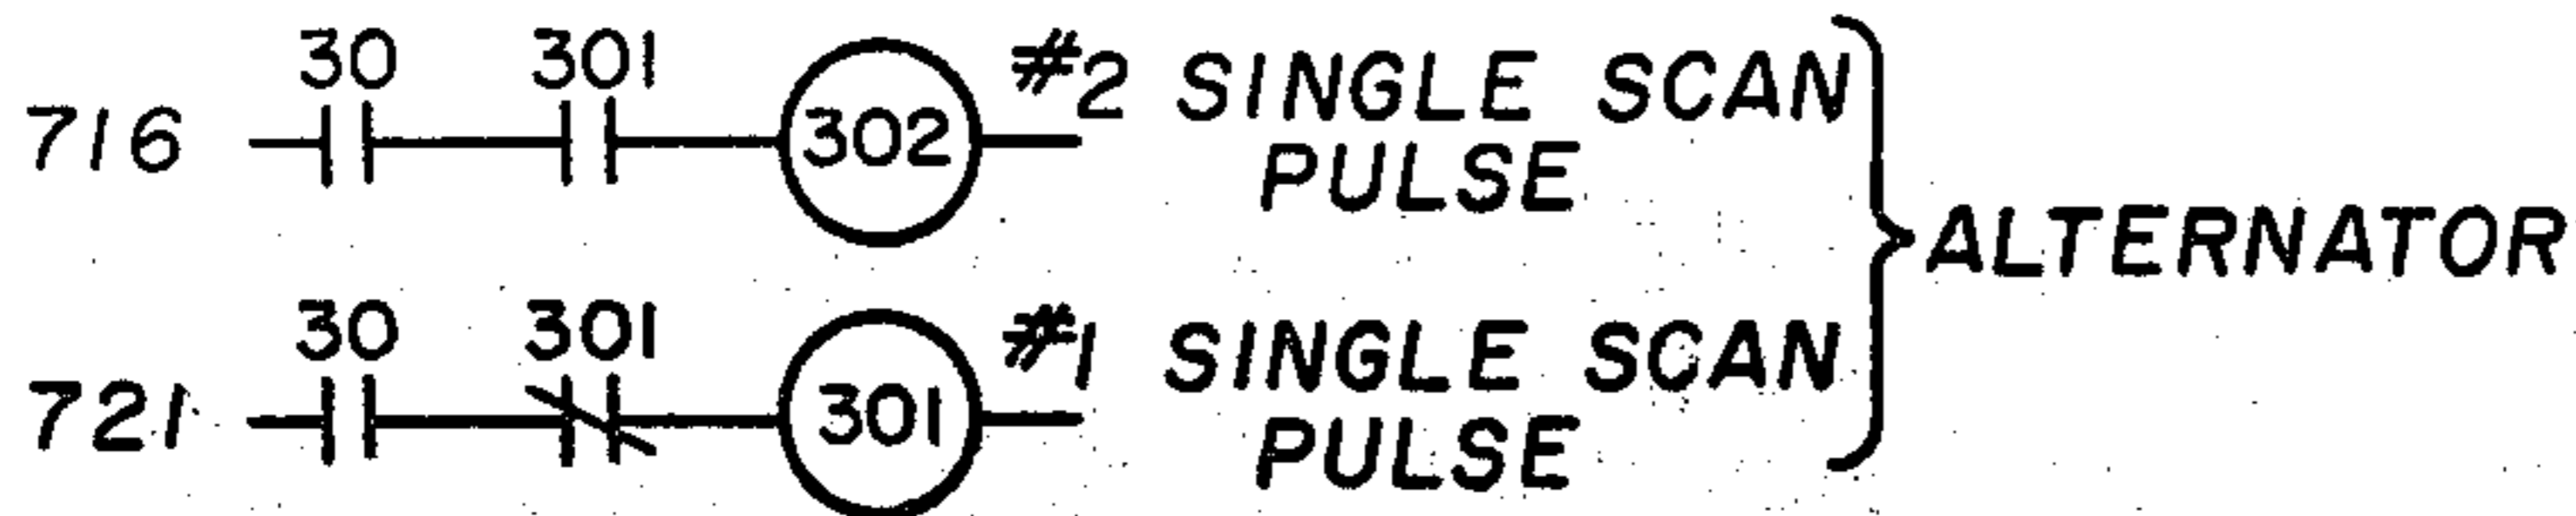 30 301 #2 SINGLE SCAN
716 302 PULSE
ALTERNATOR
30 301 #1 SINGLE SCAN
721 301 PULSE